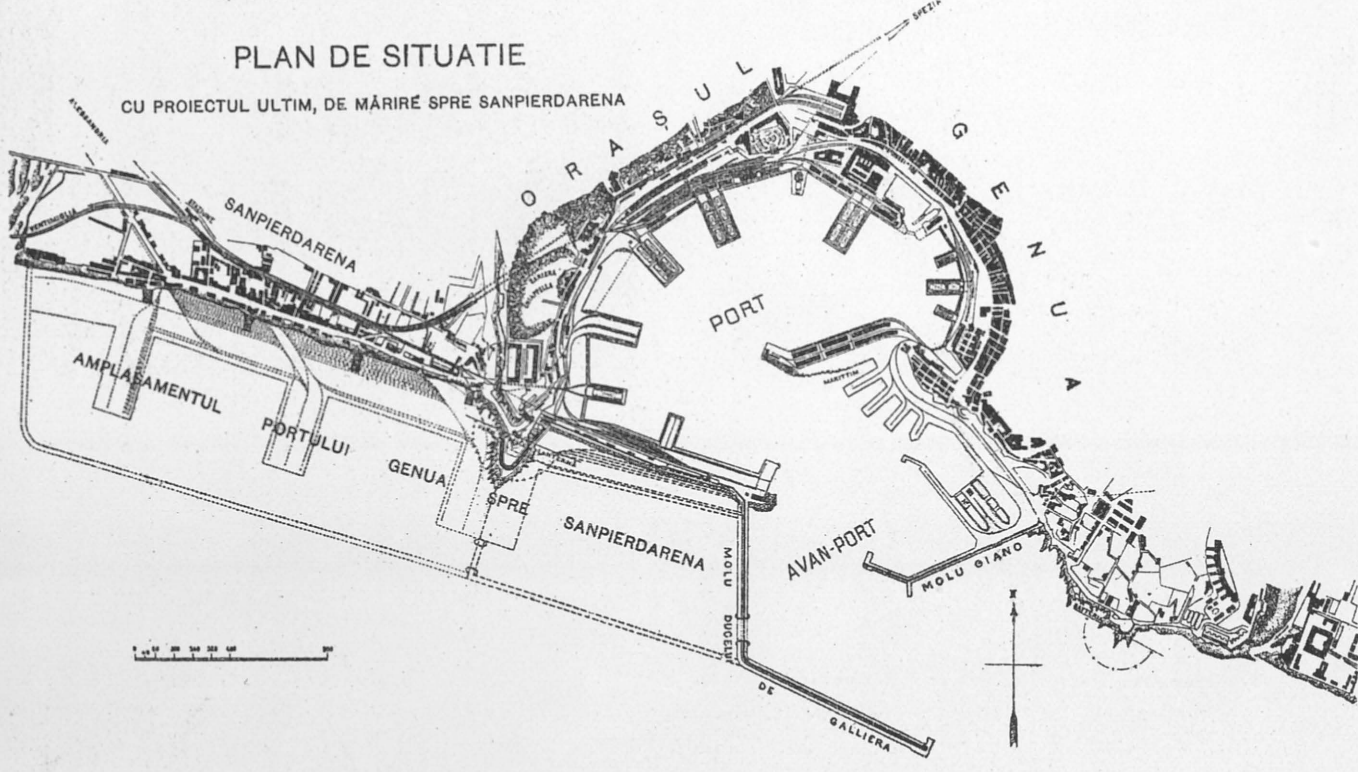 PLAN DE SITUATIE
CU PROIECTUL ULTIM, DE MĂRIRE SPRE SANPIERDARENA
SPEZIA
ALESSANDRIA
ORAȘUL GENUA
SANPIERDARENA
PORT
MARITTIM
AMPLASAMENTUL PORTULUI GENUA SPRE SANPIERDARENA
AVAN-PORT
MOLU GIANO
MOLU DUCELUI DE GALLIERA
N